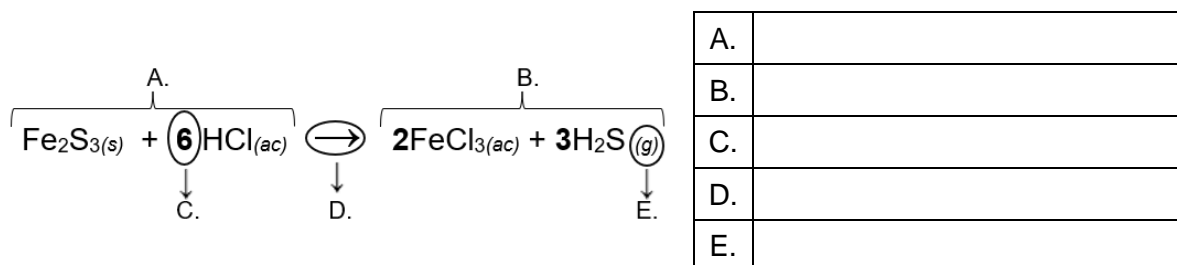 A. B.
Fe₂S₃(s) + 6HCl(ac) → 2FeCl₃(ac) + 3H₂S(g)
C. D. E.
A.
B.
C.
D.
E.